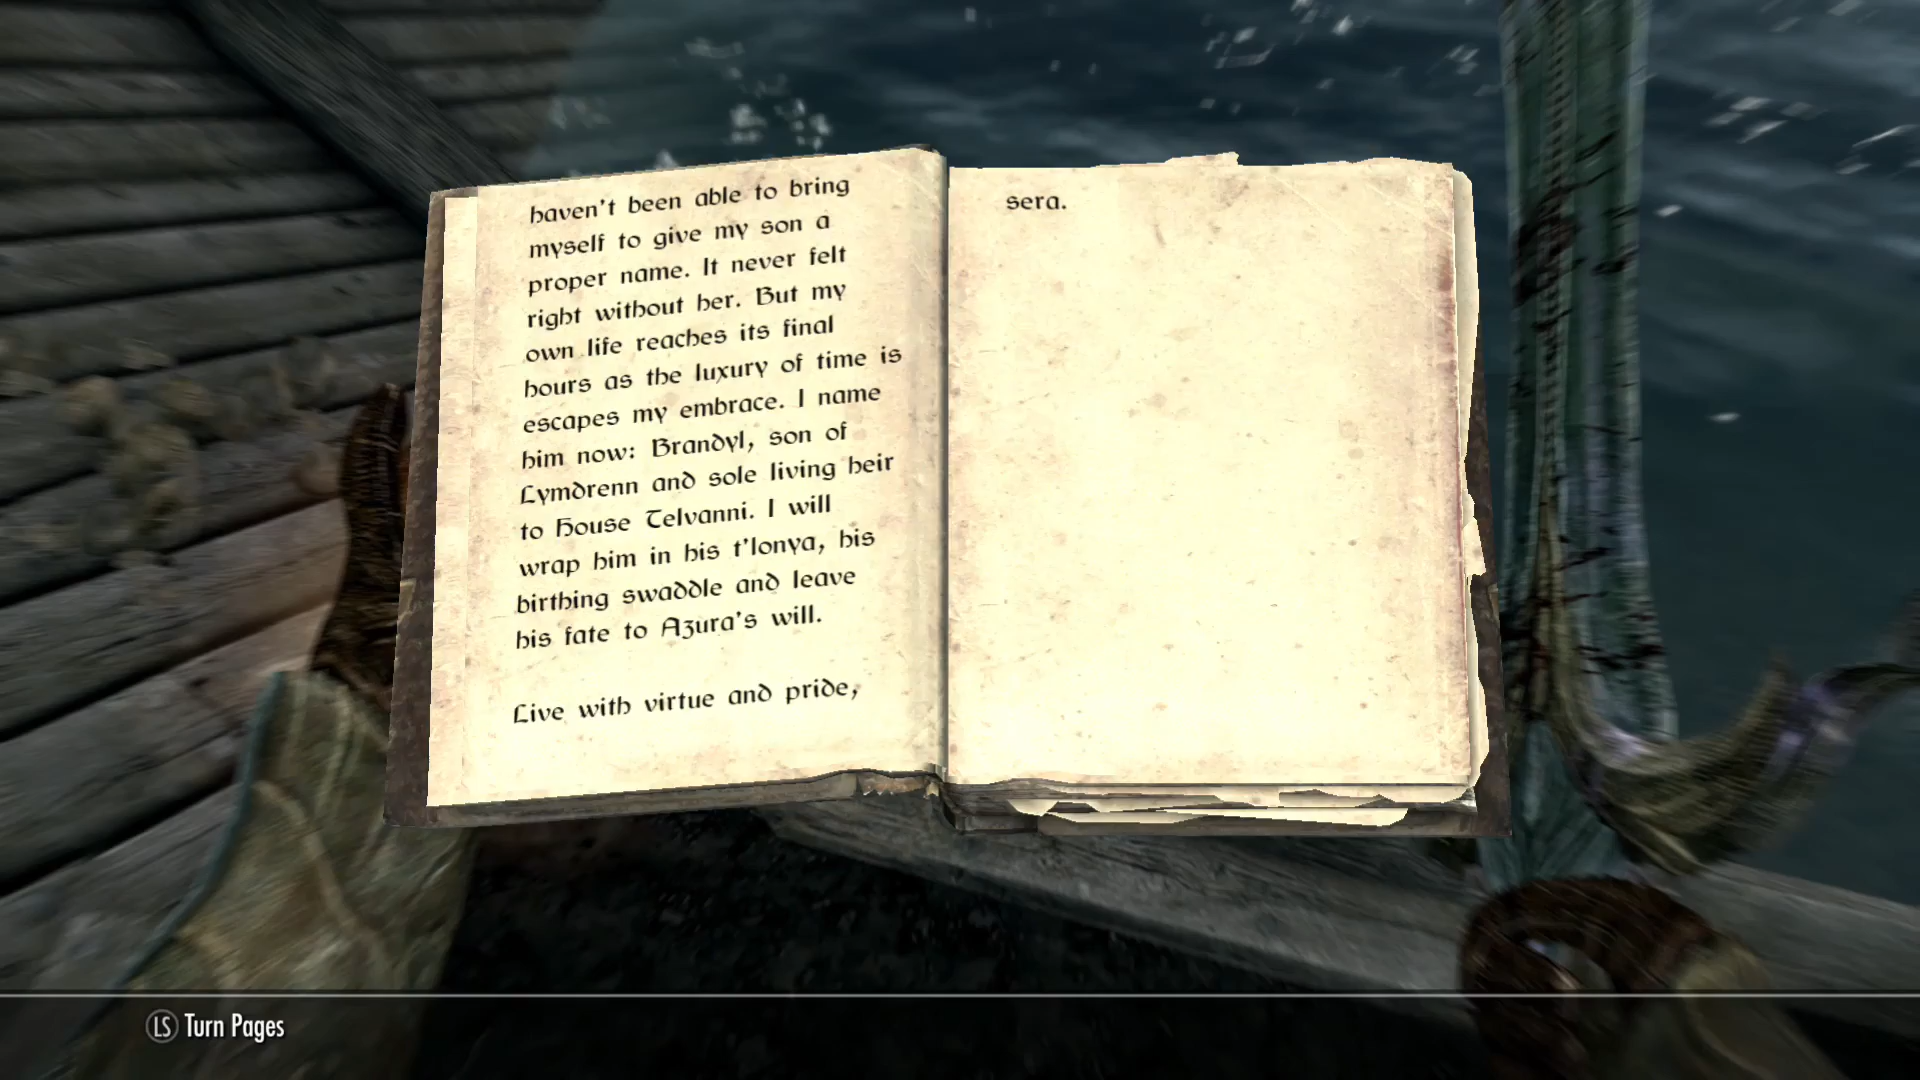 haven't been able to bring
myself to give my son a
proper name. It never felt
right without her. But my
own life reaches its final
hours as the luxury of time is
escapes my embrace. I name
him now: Brandyl, son of
Lymdrenn and sole living heir
to House Telvanni. I will
wrap him in his t'lonya, his
birthing swaddle and leave
his fate to Azura's will.
Live with virtue and pride,
sera.
LS Turn Pages